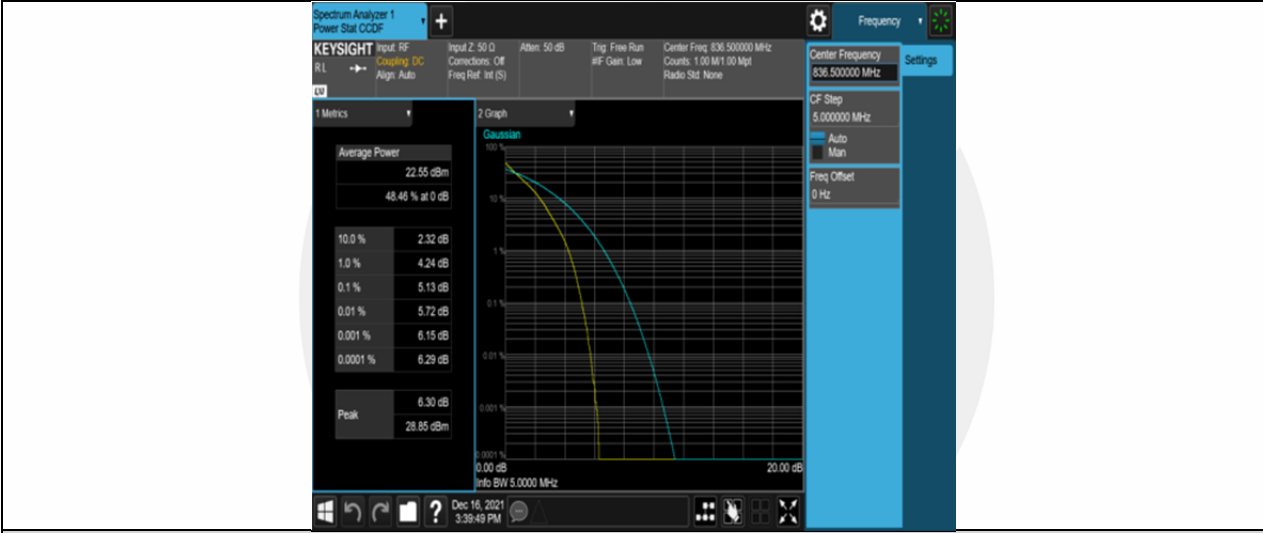 Spectrum Analyzer 1
Power Stat CCDF
+
Frequency
KEYSIGHT
RL
LV
Input: RF
Coupling: DC
Align: Auto
Input Z: 50 Ω
Corrections: Off
Freq Ref: Int (S)
Atten: 50 dB
Trig: Free Run
#IF Gain: Low
Center Freq: 836.500000 MHz
Counts: 1.00 M/1.00 Mpt
Radio Std: None
Center Frequency
836.500000 MHz
Settings
CF Step
5.000000 MHz
Auto
Man
Freq Offset
0 Hz
1 Metrics
Average Power
22.55 dBm
48.46 % at 0 dB
10.0 % 2.32 dB
1.0 % 4.24 dB
0.1 % 5.13 dB
0.01 % 5.72 dB
0.001 % 6.15 dB
0.0001 % 6.29 dB
Peak
6.30 dB
28.85 dBm
2 Graph
Gaussian
100 %
10 %
1 %
0.1 %
0.01 %
0.001 %
0.0001 %
0.00 dB 20.00 dB
Info BW 5.0000 MHz
?
Dec 16, 2021
3:39:49 PM